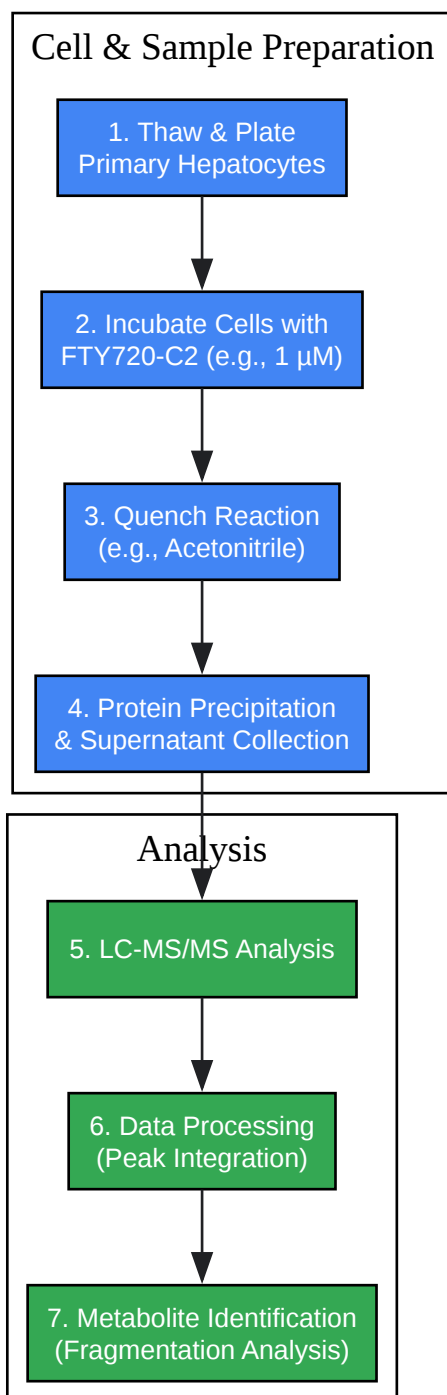 Cell & Sample Preparation
1. Thaw & Plate
Primary Hepatocytes
2. Incubate Cells with
FTY720-C2 (e.g., 1 µM)
3. Quench Reaction
(e.g., Acetonitrile)
4. Protein Precipitation
& Supernatant Collection
Analysis
5. LC-MS/MS Analysis
6. Data Processing
(Peak Integration)
7. Metabolite Identification
(Fragmentation Analysis)